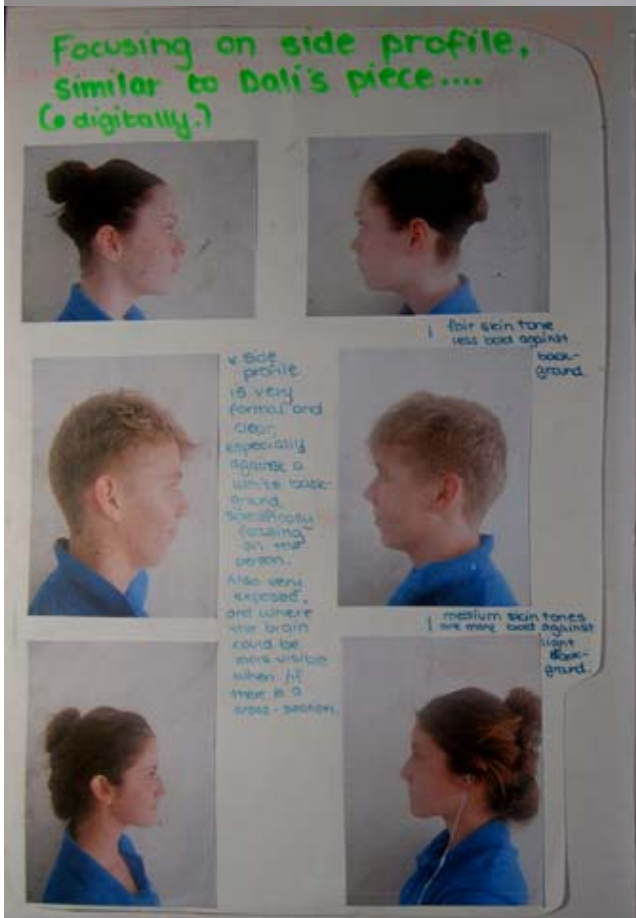 Focusing on side profile,
similar to Dali's piece....
(digitally.)
fair skin tone
less bold against
back-
ground.
side
profile
is very
formal and
clear,
especially
against a
white back-
ground.
specifically
on the
person.
Also very
exposed,
and where
the brain
could be
more visible
when / if
there is a
cross-section.
medium skin tones
are more bold against
light
back-
ground.